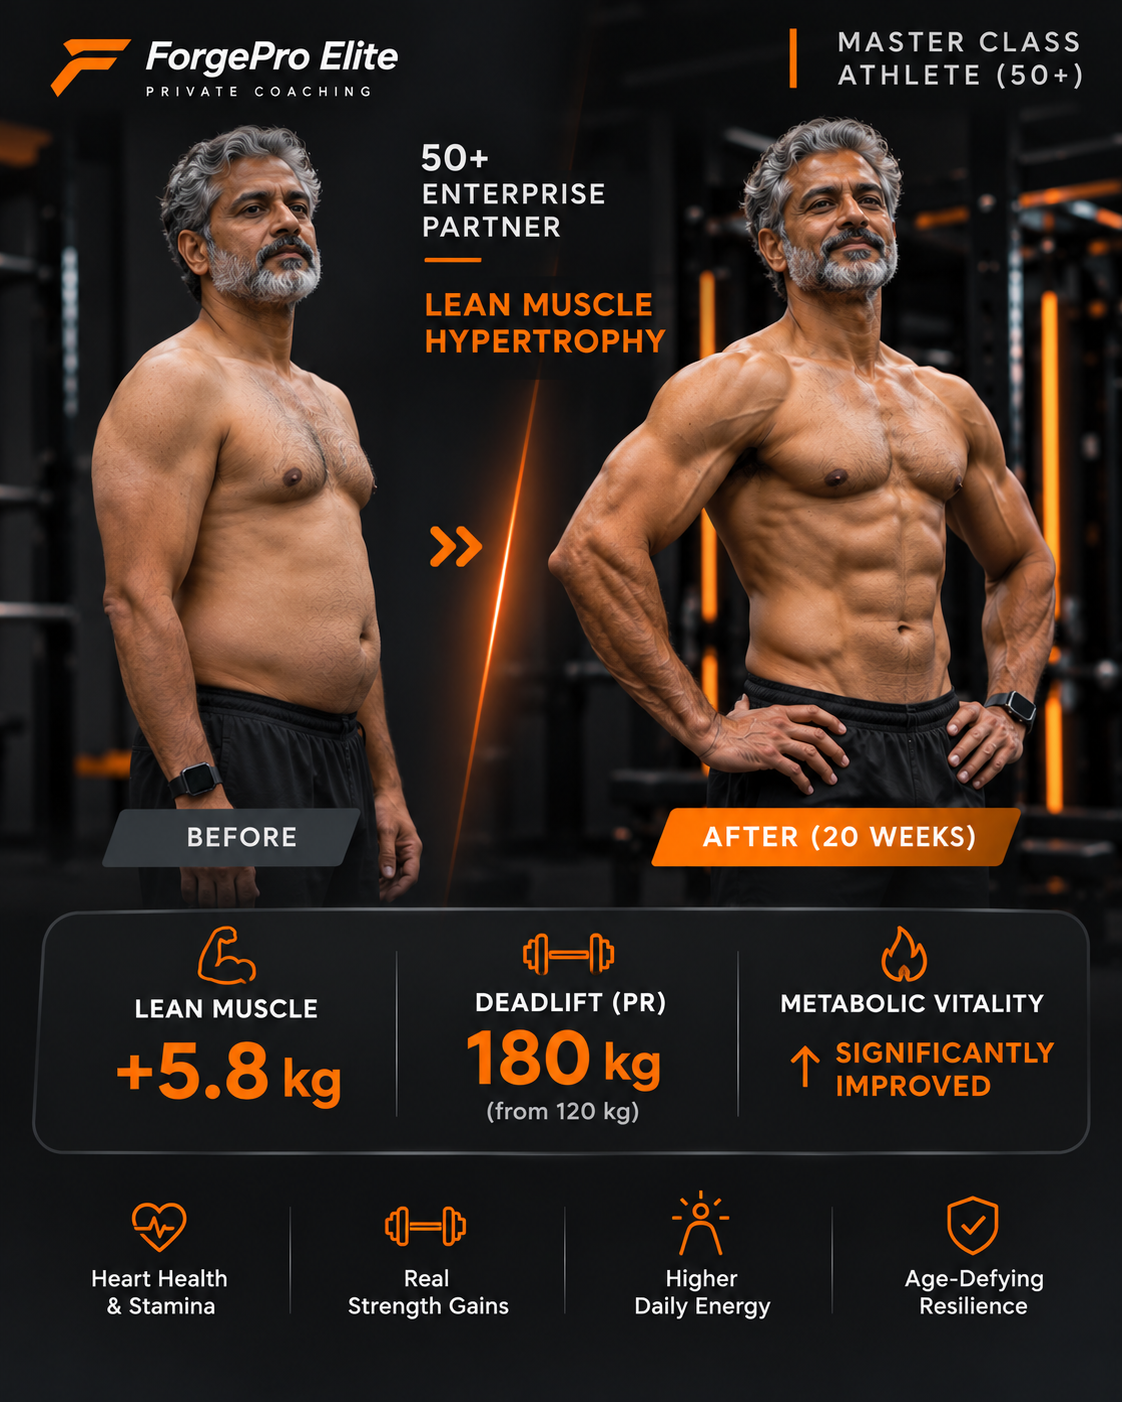 ForgePro Elite
PRIVATE COACHING
MASTER CLASS
ATHLETE (50+)
50+
ENTERPRISE
PARTNER
LEAN MUSCLE
HYPERTROPHY
BEFORE
AFTER (20 WEEKS)
LEAN MUSCLE
+5.8 kg
DEADLIFT (PR)
180 kg
(from 120 kg)
METABOLIC VITALITY
↑ SIGNIFICANTLY
IMPROVED
Heart Health
& Stamina
Real
Strength Gains
Higher
Daily Energy
Age-Defying
Resilience